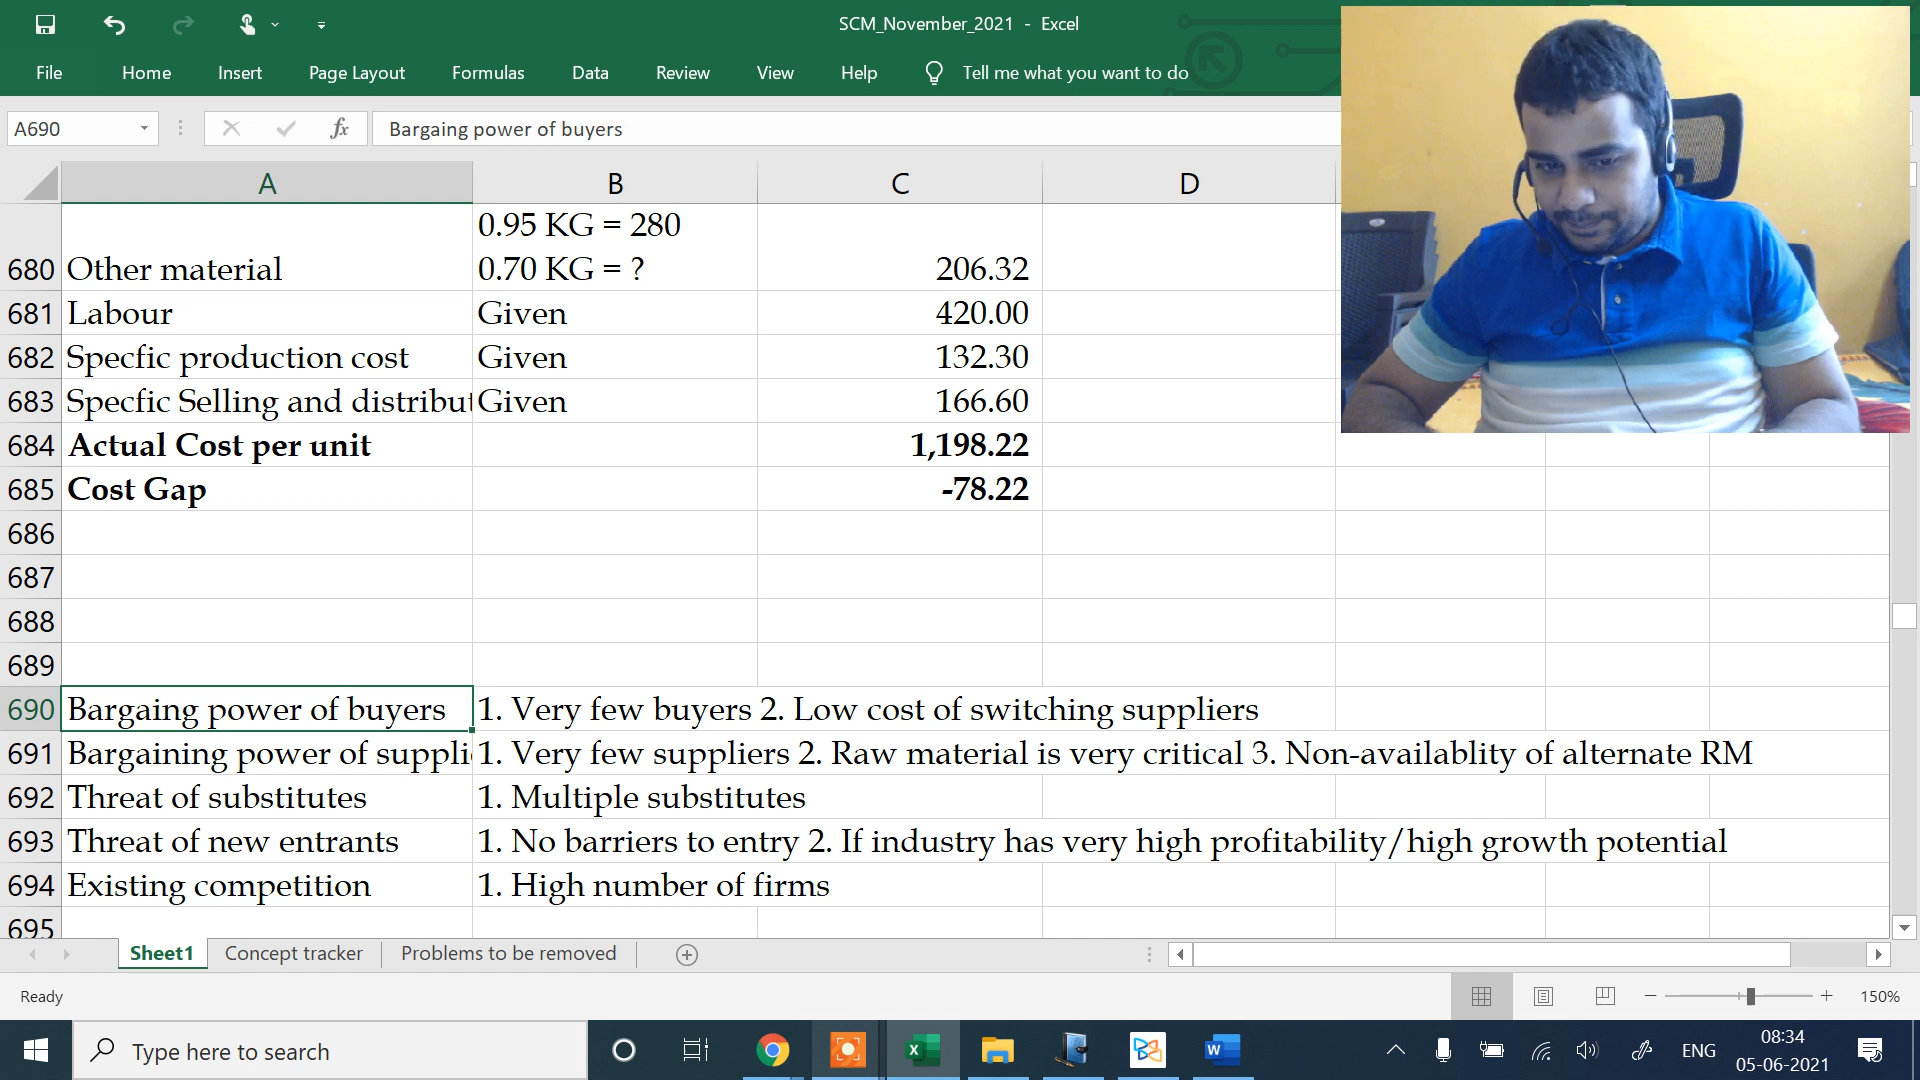 SCM_November_2021 - Excel
File Home Insert Page Layout Formulas Data Review View Help Tell me what you want to do
A690 fx Bargaing power of buyers
A B C D
0.95 KG = 280
680 Other material 0.70 KG = ? 206.32
681 Labour Given 420.00
682 Specfic production cost Given 132.30
683 Specfic Selling and distribut Given 166.60
684 Actual Cost per unit 1,198.22
685 Cost Gap -78.22
686
687
688
689
690 Bargaing power of buyers 1. Very few buyers 2. Low cost of switching suppliers
691 Bargaining power of suppli 1. Very few suppliers 2. Raw material is very critical 3. Non-availablity of alternate RM
692 Threat of substitutes 1. Multiple substitutes
693 Threat of new entrants 1. No barriers to entry 2. If industry has very high profitability/high growth potential
694 Existing competition 1. High number of firms
695
Sheet1 Concept tracker Problems to be removed
Ready 150%
Type here to search ENG 08:34
05-06-2021